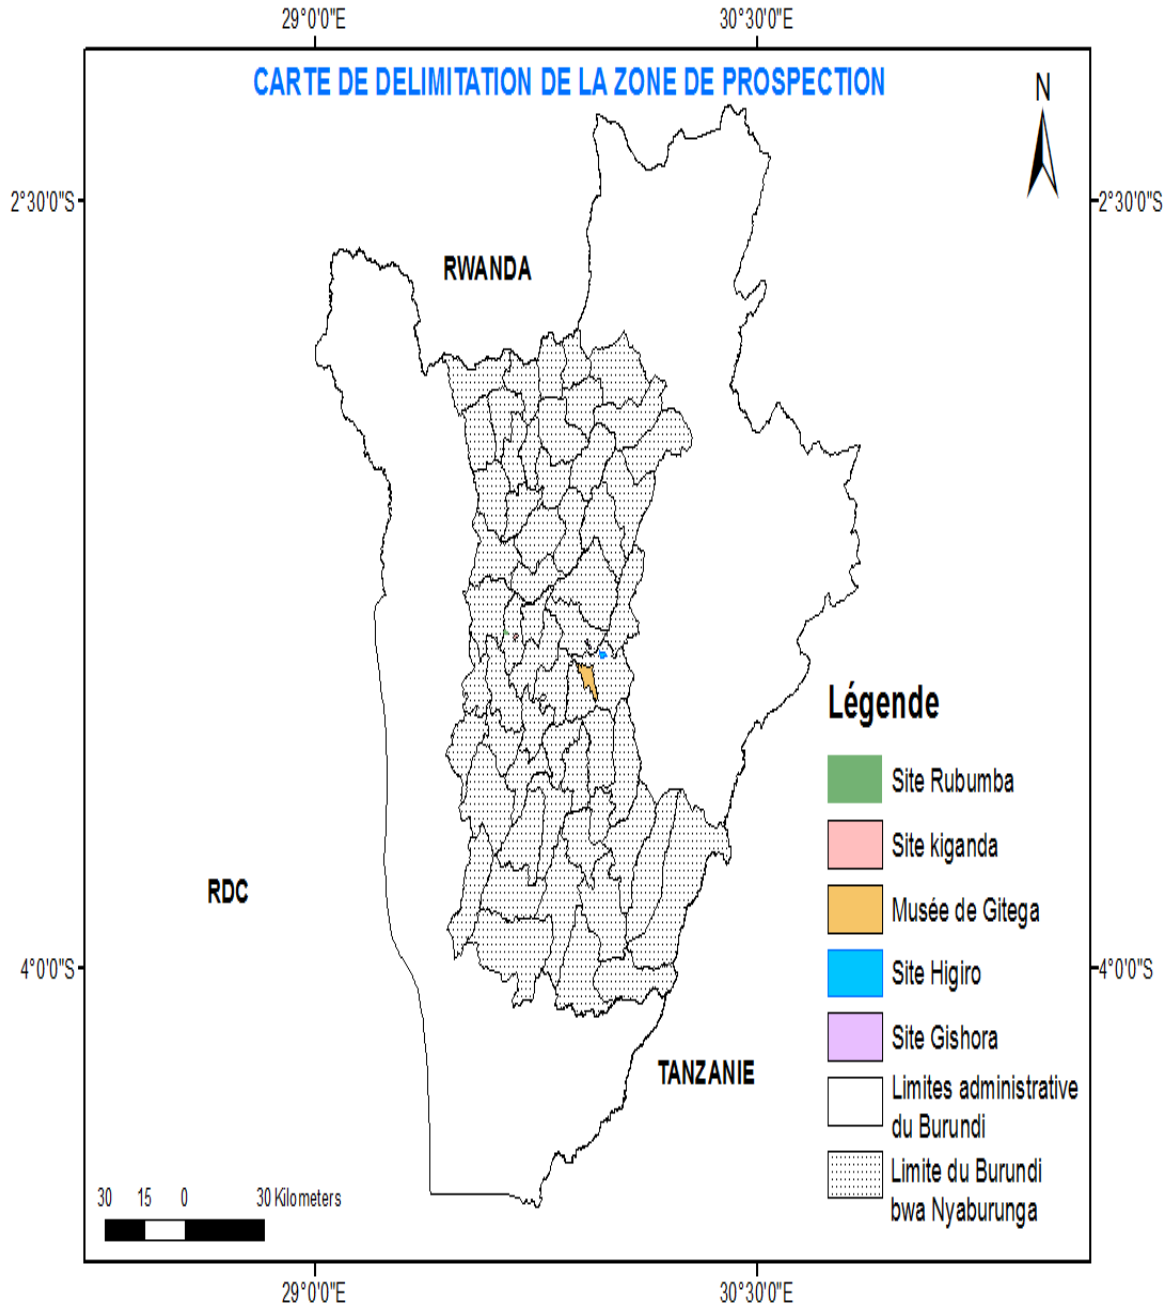 29°0'0"E
30°30'0"E
CARTE DE DELIMITATION DE LA ZONE DE PROSPECTION
N
2°30'0"S
2°30'0"S
RWANDA
Légende
Site Rubumba
Site kiganda
RDC
Musée de Gitega
4°0'0"S
4°0'0"S
Site Higiro
Site Gishora
TANZANIE
Limites administrative
du Burundi
Limite du Burundi
bwa Nyaburunga
30 15 0 30 Kilometers
29°0'0"E
30°30'0"E